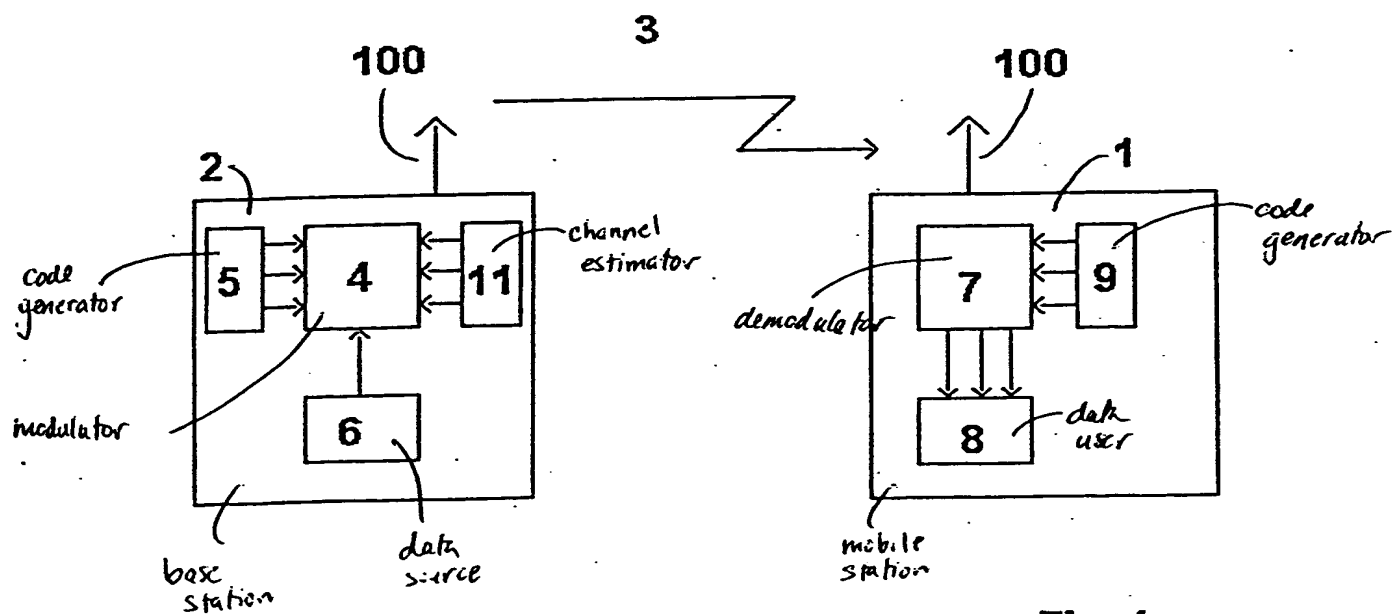 3
100
100
2
1
code
generator
5
4
11
channel
estimator
7
9
code
generator
demodulator
modulator
6
8
data
user
base
station
data
source
mobile
station